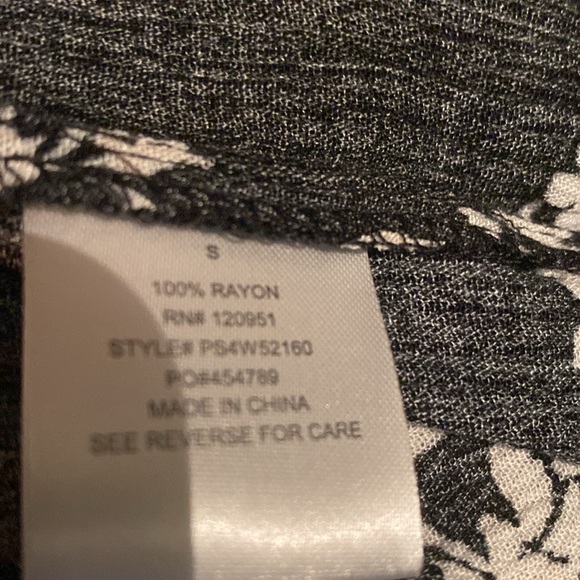 S
100% RAYON
RN# 120951
STYLE# PS4W52160
PO#454789
MADE IN CHINA
SEE REVERSE FOR CARE